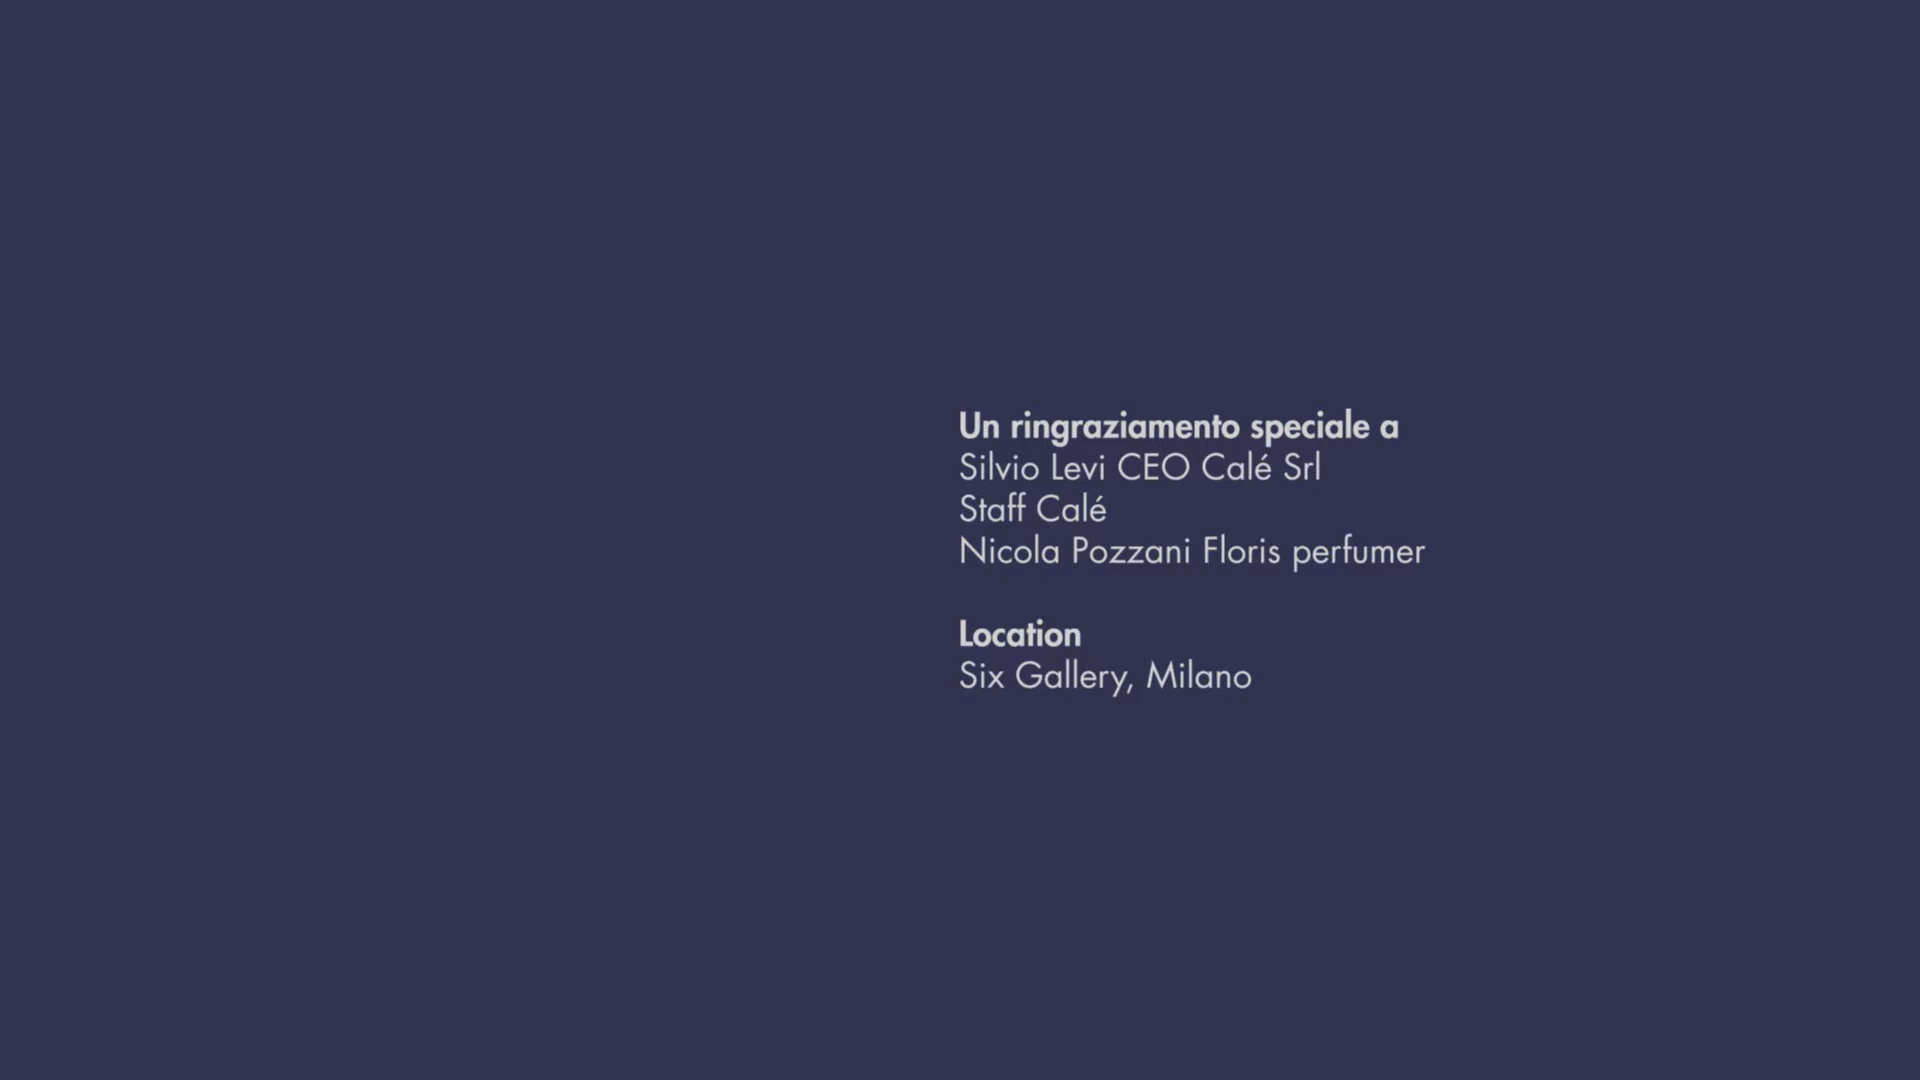 Un ringraziamento speciale a
Silvio Levi CEO Calé Srl
Staff Calé
Nicola Pozzani Floris perfumer
Location
Six Gallery, Milano